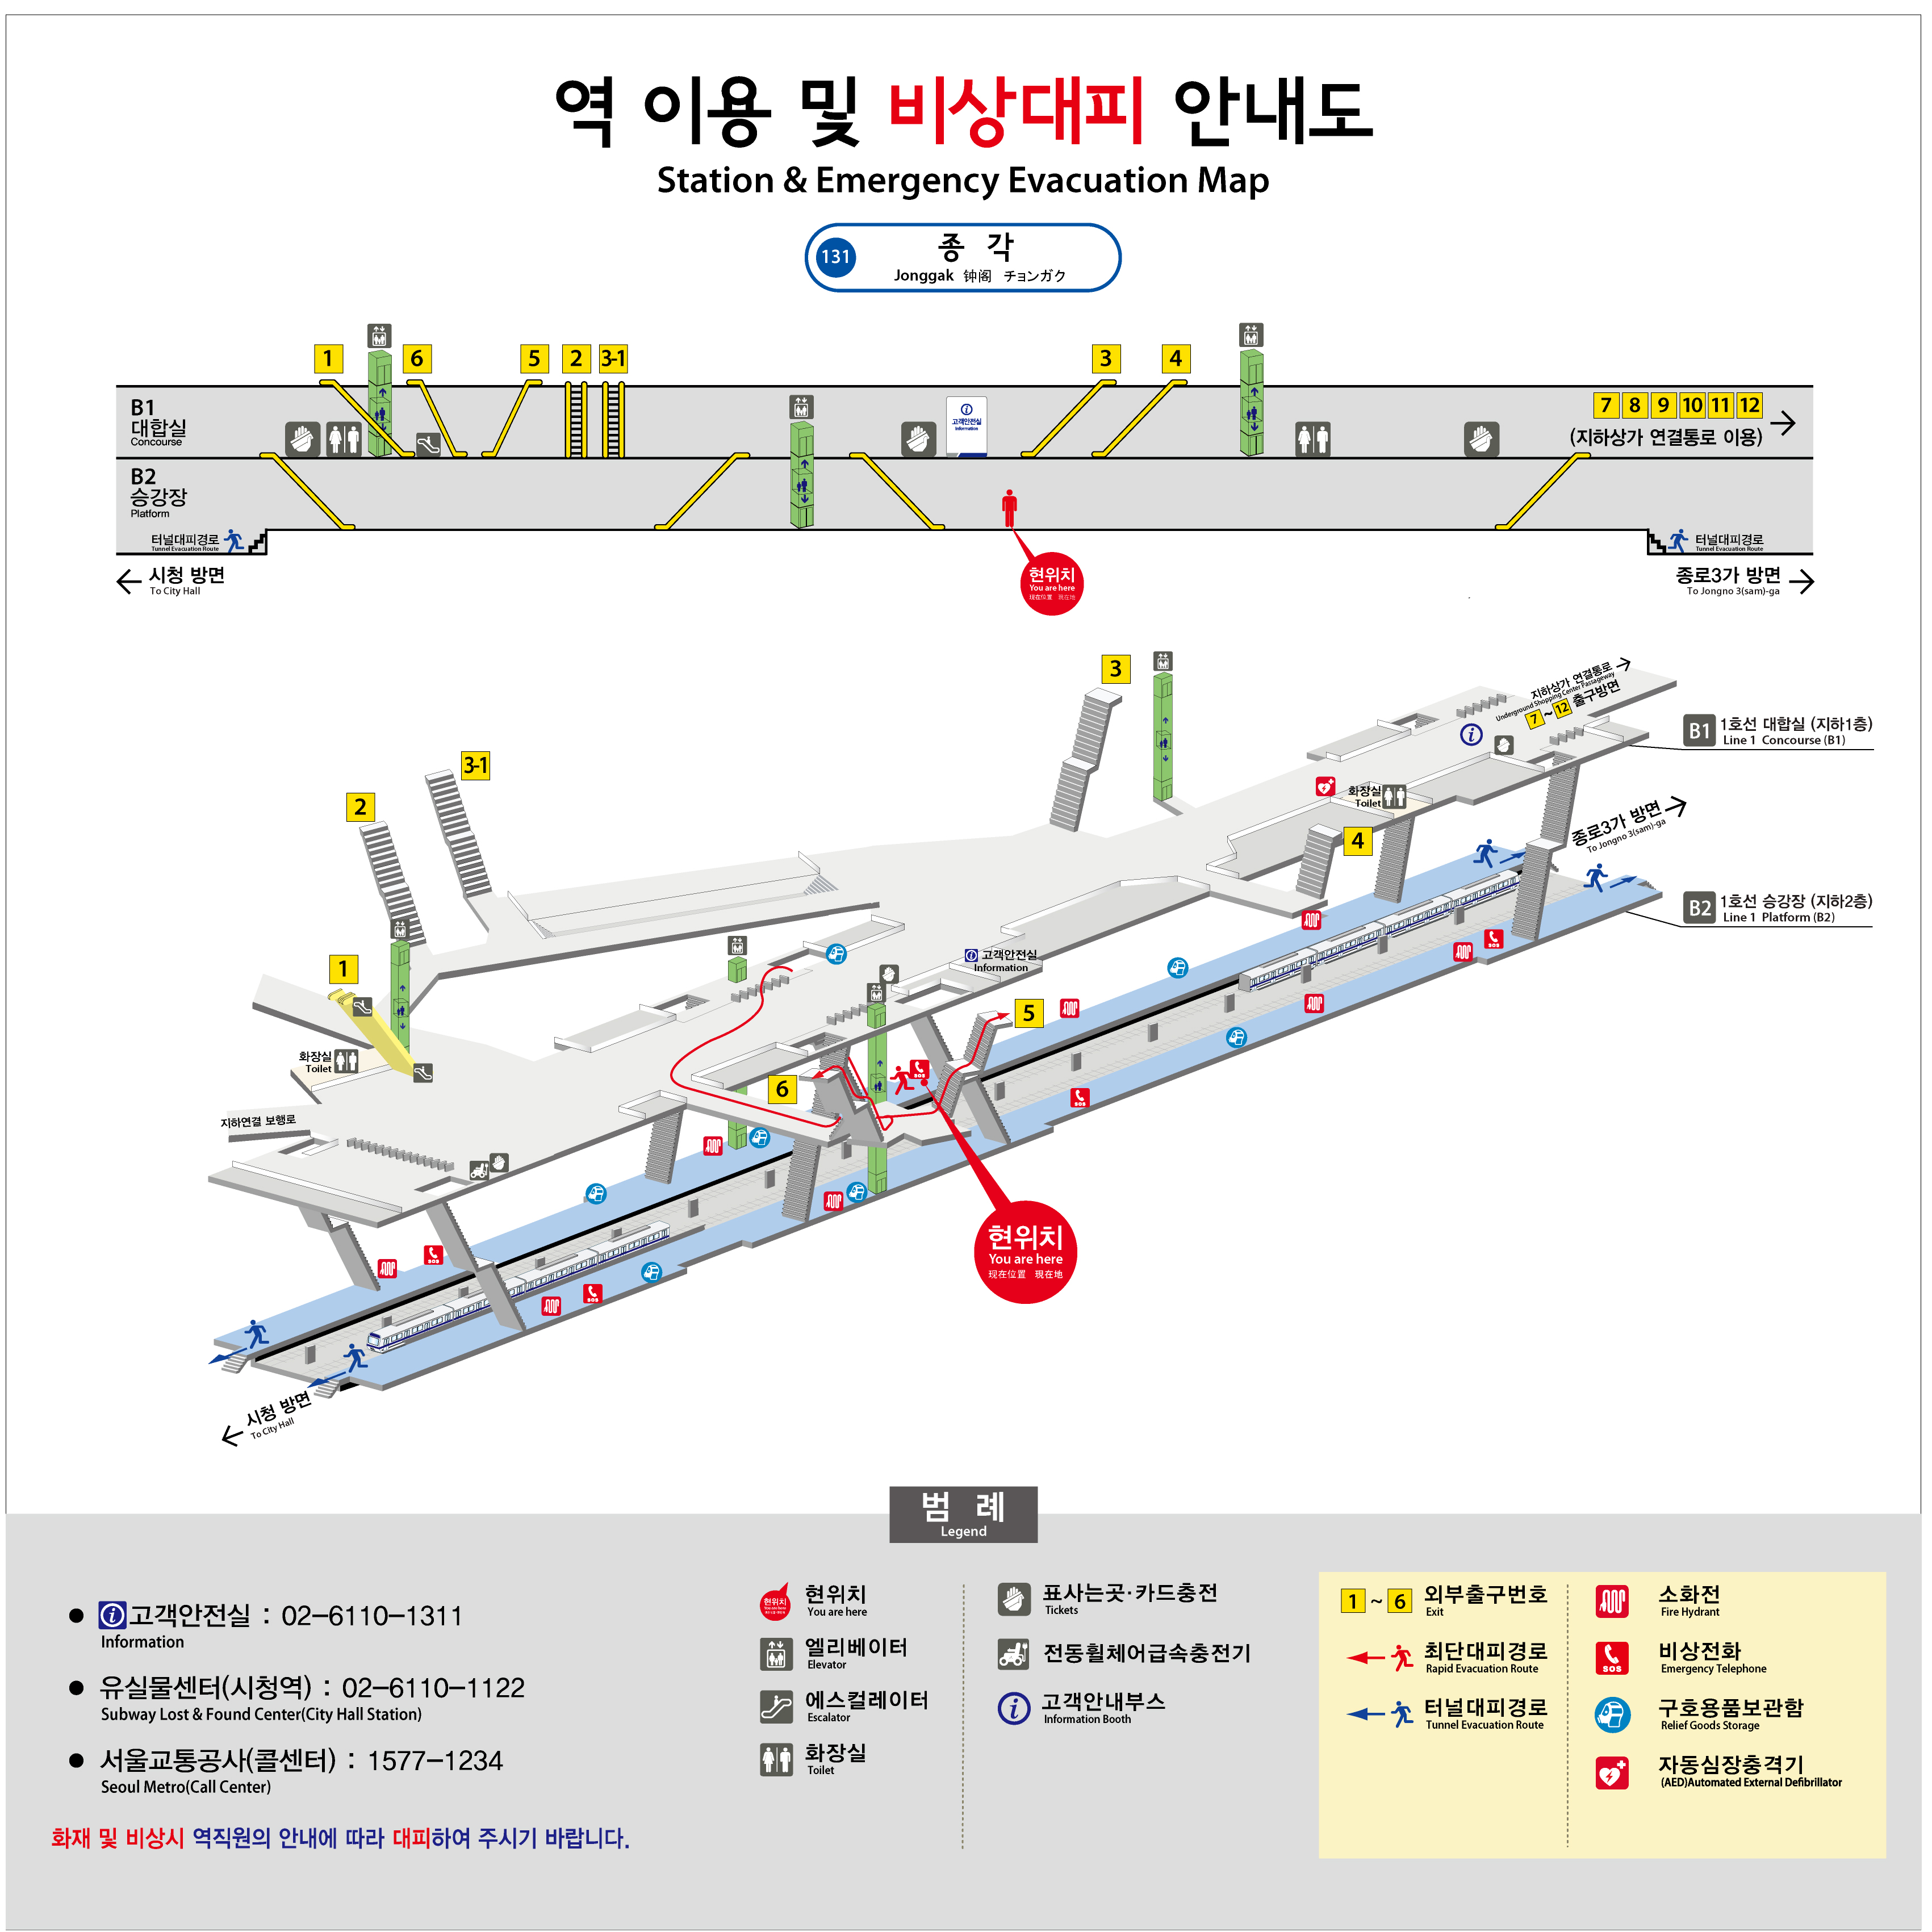 역 이용 및 비상대피 안내도
Station & Emergency Evacuation Map
131
종 각
Jonggak 钟阁 チョンガク
1
6
5
2
3-1
3
4
B1
대합실
Concourse
고객안전실
Information
7 8 9 10 11 12
(지하상가 연결통로 이용)
B2
승강장
Platform
터널대피경로
Tunnel Evacuation Route
시청 방면
To City Hall
현위치
You are here
现在位置 現在地
터널대피경로
Tunnel Evacuation Route
종로3가 방면
To Jongno 3(sam)-ga
3
지하상가 연결통로
Underground Shopping Center Passageway
7 ~ 12 출구방면
B1 1호선 대합실 (지하1층)
Line 1 Concourse (B1)
3-1
2
화장실
Toilet
4
종로3가 방면
To Jongno 3(sam)-ga
B2 1호선 승강장 (지하2층)
Line 1 Platform (B2)
SOS
1
고객안전실
Information
5
화장실
Toilet
6
SOS
SOS
지하연결 보행로
현위치
You are here
现在位置 現在地
SOS
SOS
시청 방면
To City Hall
범 례
Legend
고객안전실 : 02-6110-1311
Information
유실물센터(시청역) : 02-6110-1122
Subway Lost & Found Center(City Hall Station)
서울교통공사(콜센터) : 1577-1234
Seoul Metro(Call Center)
화재 및 비상시 역직원의 안내에 따라 대피하여 주시기 바랍니다.
현위치
현위치
You are here
엘리베이터
Elevator
에스컬레이터
Escalator
화장실
Toilet
표사는곳·카드충전
Tickets
전동휠체어급속충전기
고객안내부스
Information Booth
1 ~ 6 외부출구번호
Exit
최단대피경로
Rapid Evacuation Route
터널대피경로
Tunnel Evacuation Route
소화전
Fire Hydrant
SOS
비상전화
Emergency Telephone
구호용품보관함
Relief Goods Storage
자동심장충격기
(AED)Automated External Defibrillator